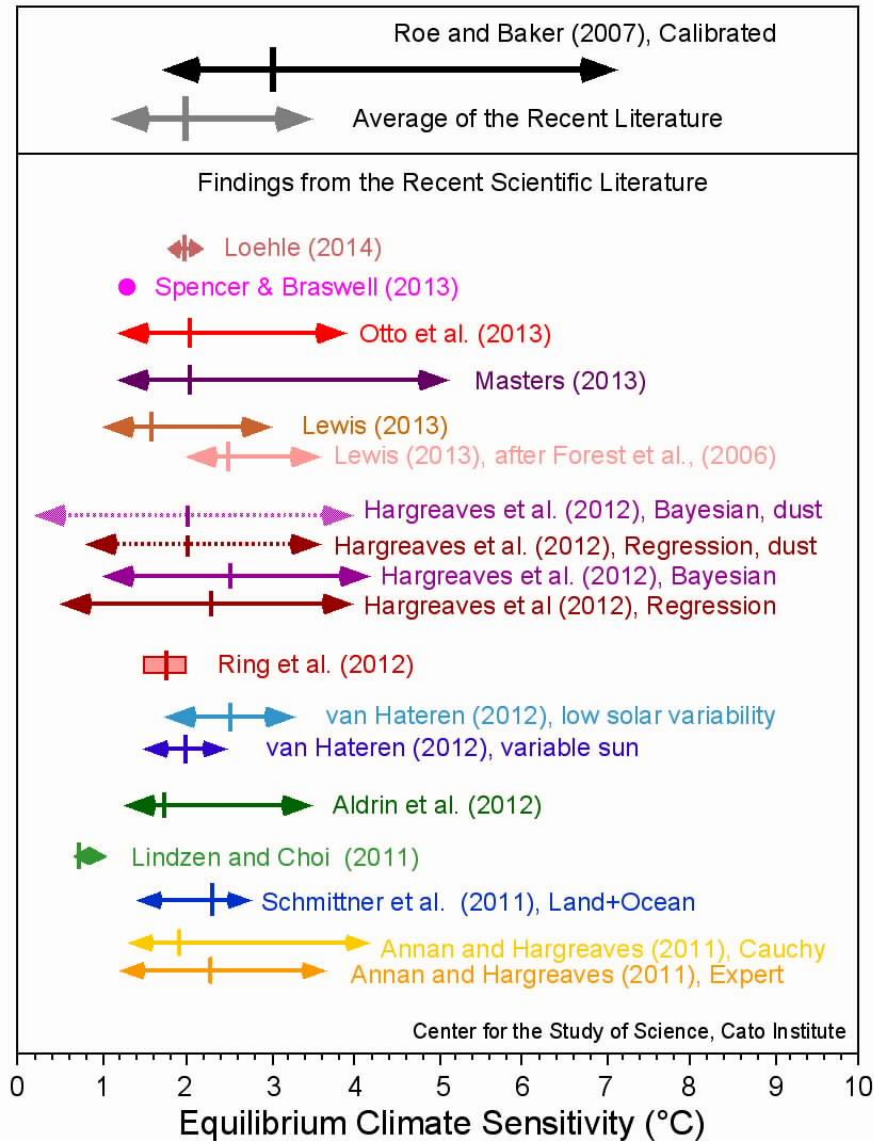 Roe and Baker (2007), Calibrated
Average of the Recent Literature
Findings from the Recent Scientific Literature
Loehle (2014)
Spencer & Braswell (2013)
Otto et al. (2013)
Masters (2013)
Lewis (2013)
Lewis (2013), after Forest et al., (2006)
Hargreaves et al. (2012), Bayesian, dust
Hargreaves et al. (2012), Regression, dust
Hargreaves et al. (2012), Bayesian
Hargreaves et al (2012), Regression
Ring et al. (2012)
van Hateren (2012), low solar variability
van Hateren (2012), variable sun
Aldrin et al. (2012)
Lindzen and Choi (2011)
Schmittner et al. (2011), Land+Ocean
Annan and Hargreaves (2011), Cauchy
Annan and Hargreaves (2011), Expert
Center for the Study of Science, Cato Institute
0 1 2 3 4 5 6 7 8 9 10
Equilibrium Climate Sensitivity (°C)